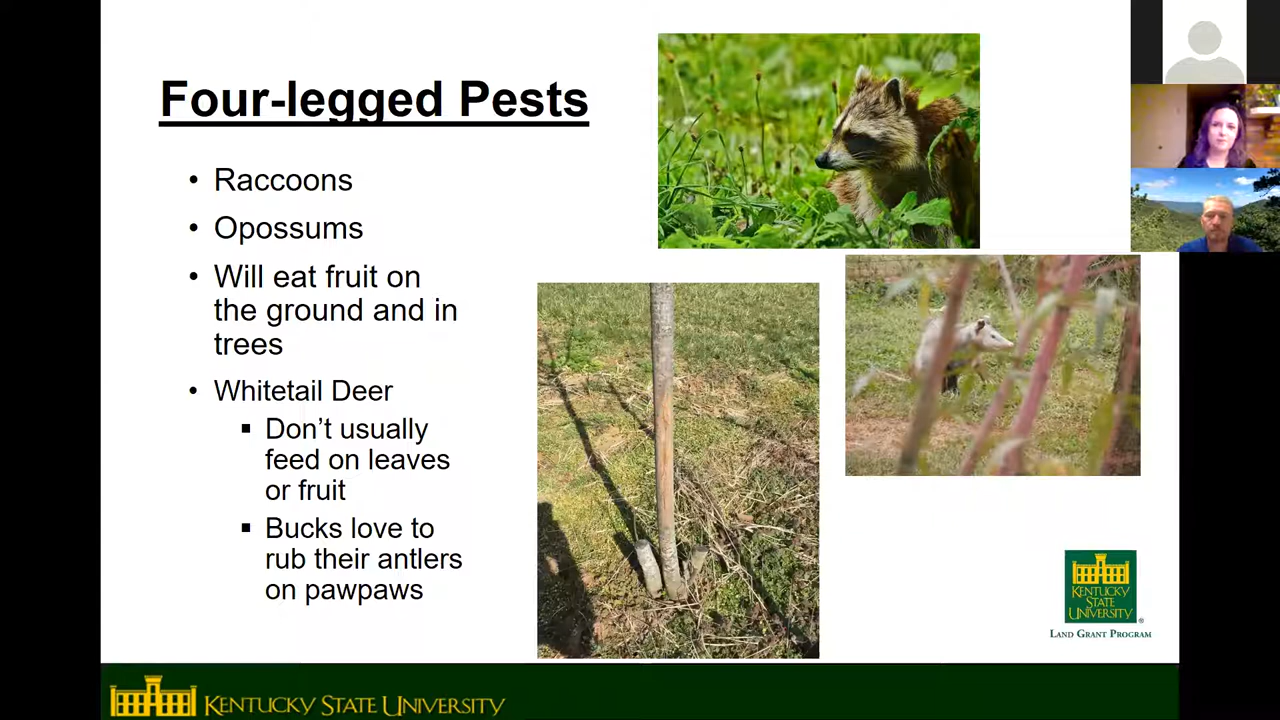 Four-legged Pests
• Raccoons
• Opossums
• Will eat fruit on
the ground and in
trees
• Whitetail Deer
▪ Don’t usually
feed on leaves
or fruit
▪ Bucks love to
rub their antlers
on pawpaws
KENTUCKY
STATE
UNIVERSITY
®
LAND GRANT PROGRAM
KENTUCKY STATE UNIVERSITY